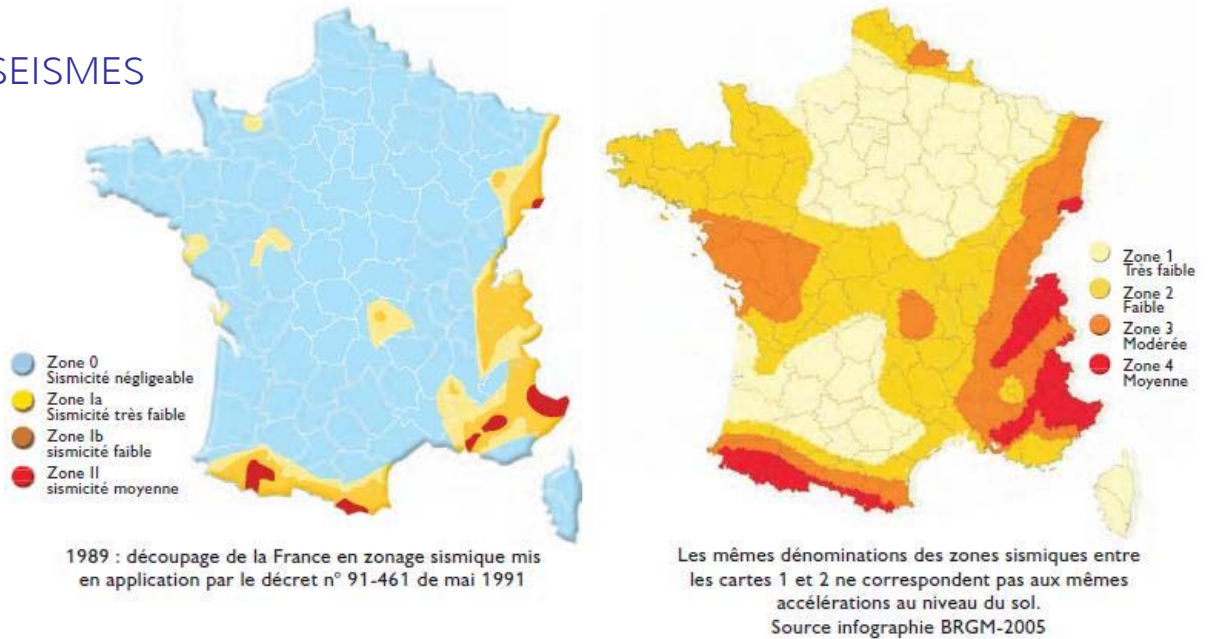 SEISMES
Zone 0
Sismicité négligeable
Zone Ia
Sismicité très faible
Zone Ib
sismicité faible
Zone II
sismicité moyenne
1989 : découpage de la France en zonage sismique mis
en application par le décret n° 91-461 de mai 1991
Zone 1
Très faible
Zone 2
Faible
Zone 3
Modérée
Zone 4
Moyenne
Les mêmes dénominations des zones sismiques entre
les cartes 1 et 2 ne correspondent pas aux mêmes
accélérations au niveau du sol.
Source infographie BRGM-2005